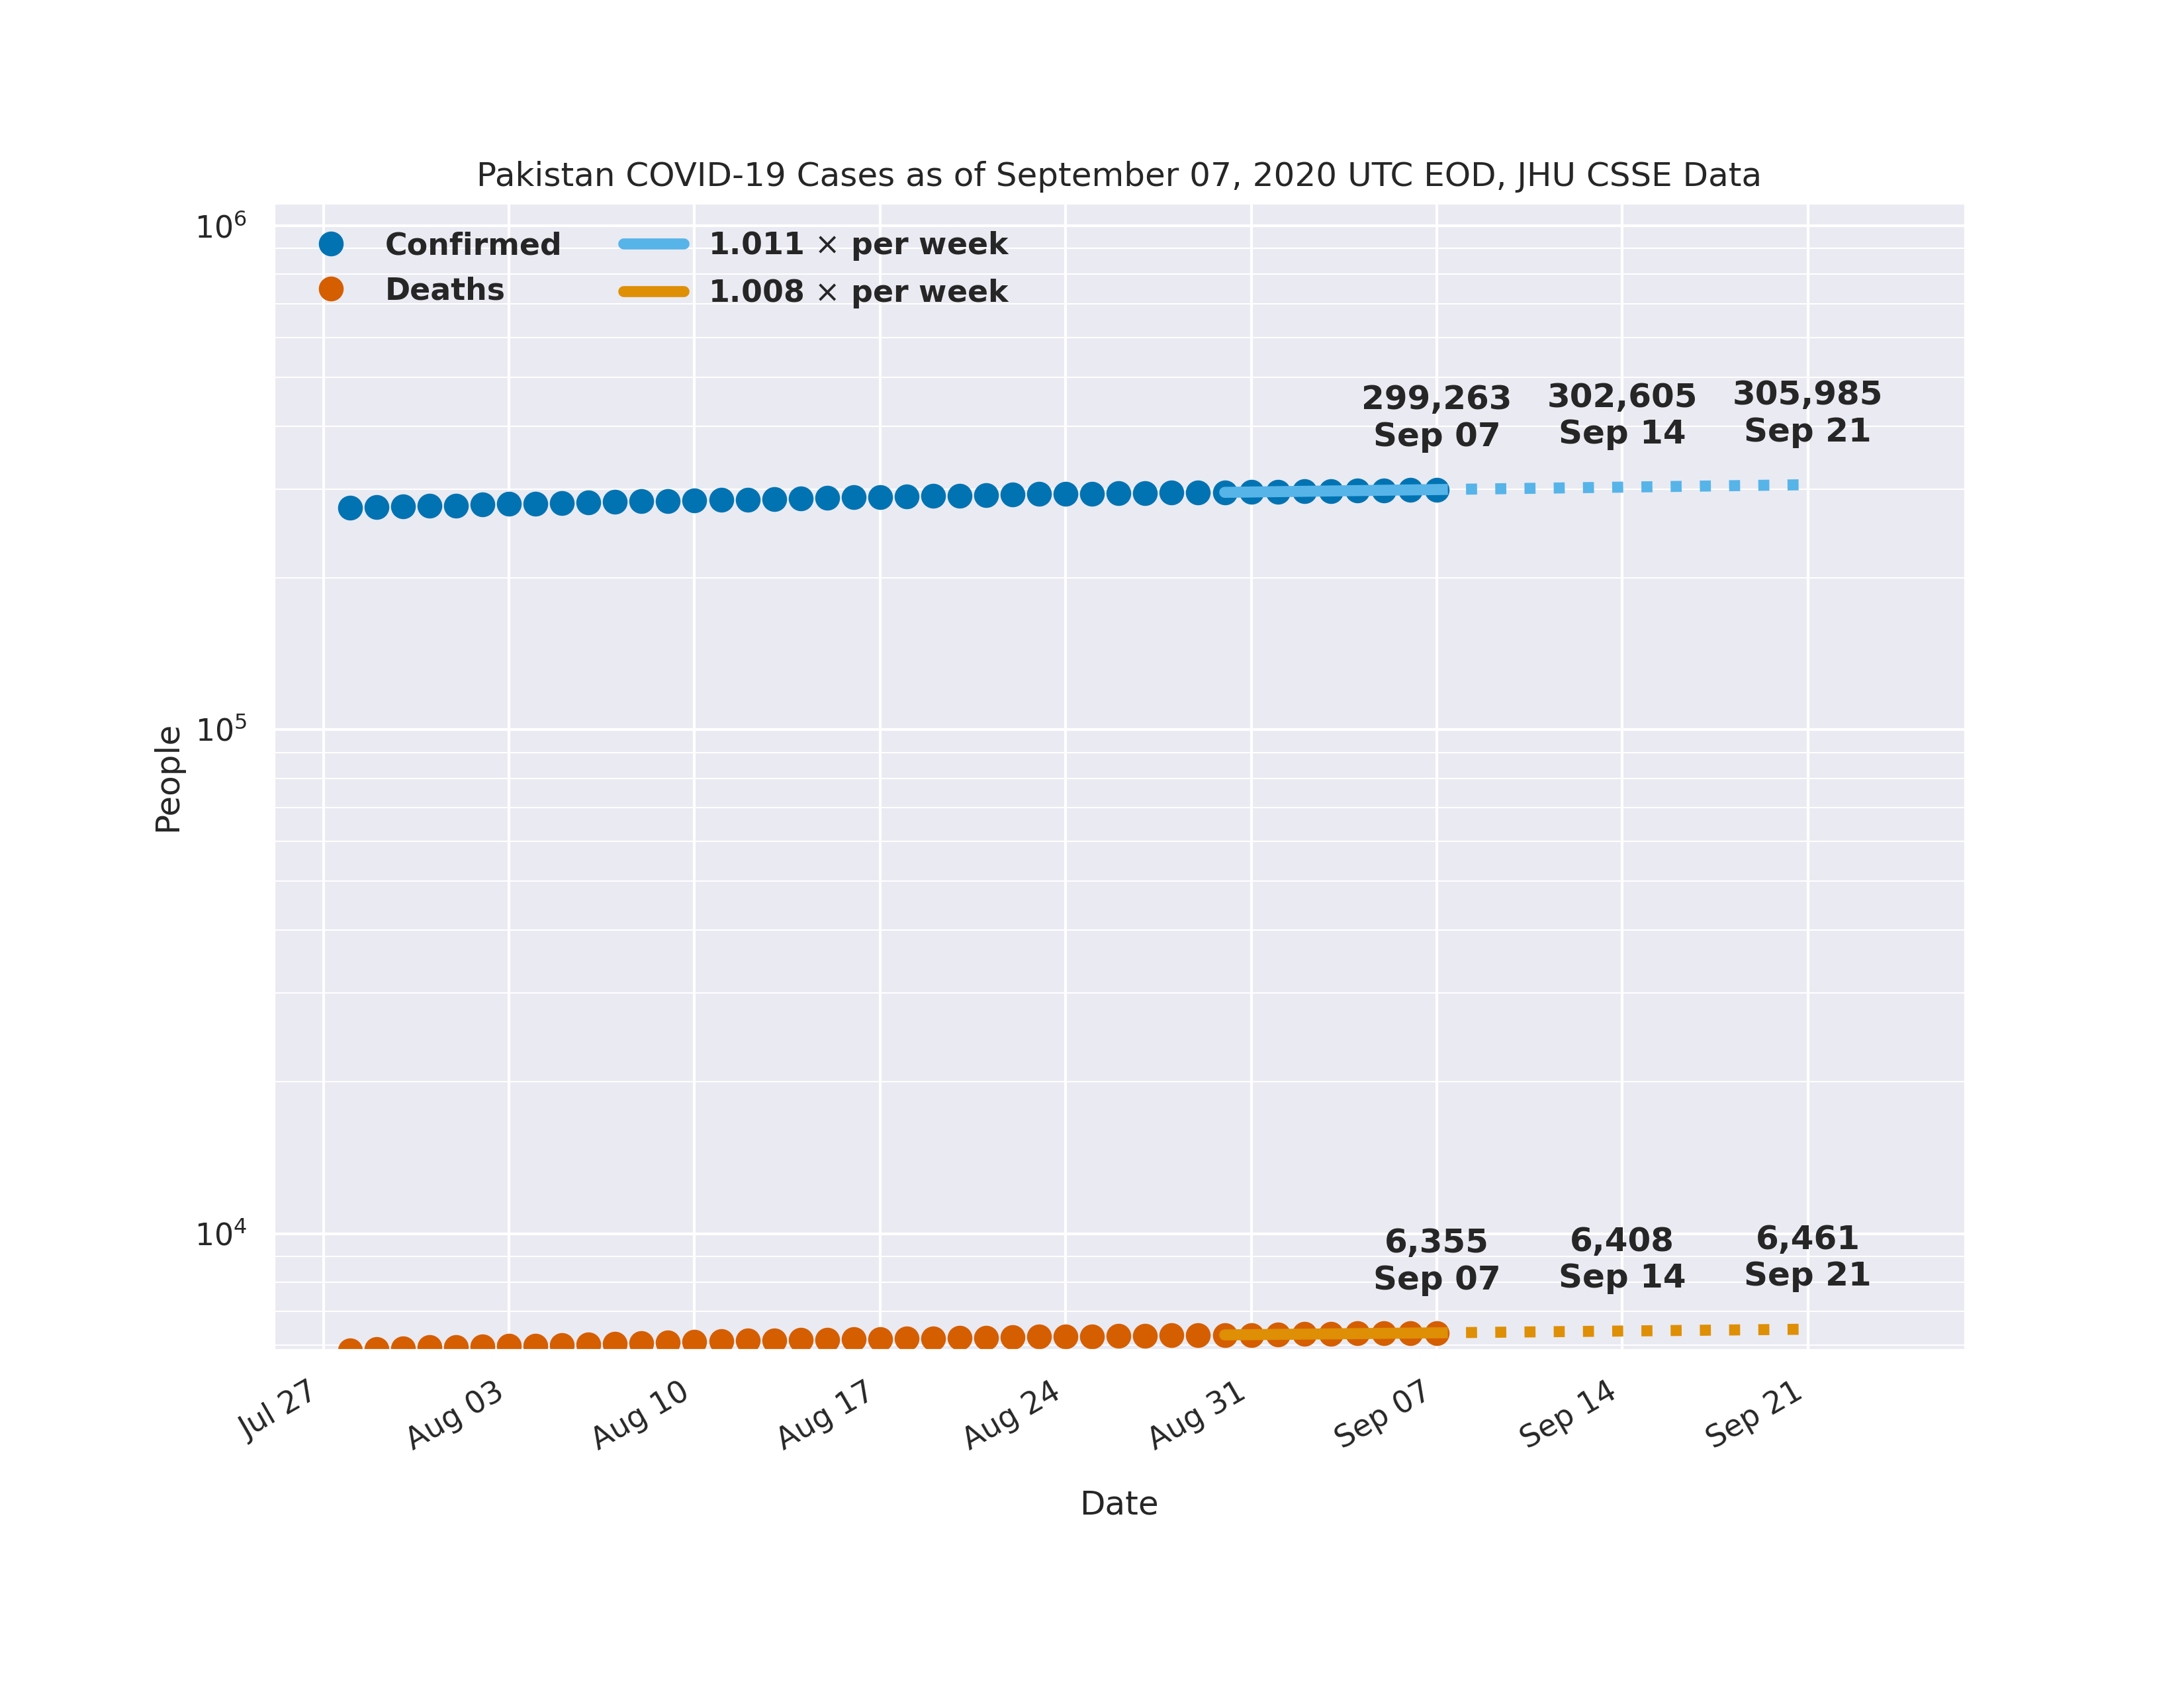 Pakistan COVID-19 Cases as of September 07, 2020 UTC EOD, JHU CSSE Data
10⁶
Confirmed
Deaths
1.011 × per week
1.008 × per week
299,263
Sep 07
302,605
Sep 14
305,985
Sep 21
10⁵
People
10⁴
6,355
Sep 07
6,408
Sep 14
6,461
Sep 21
Jul 27
Aug 03
Aug 10
Aug 17
Aug 24
Aug 31
Sep 07
Sep 14
Sep 21
Date